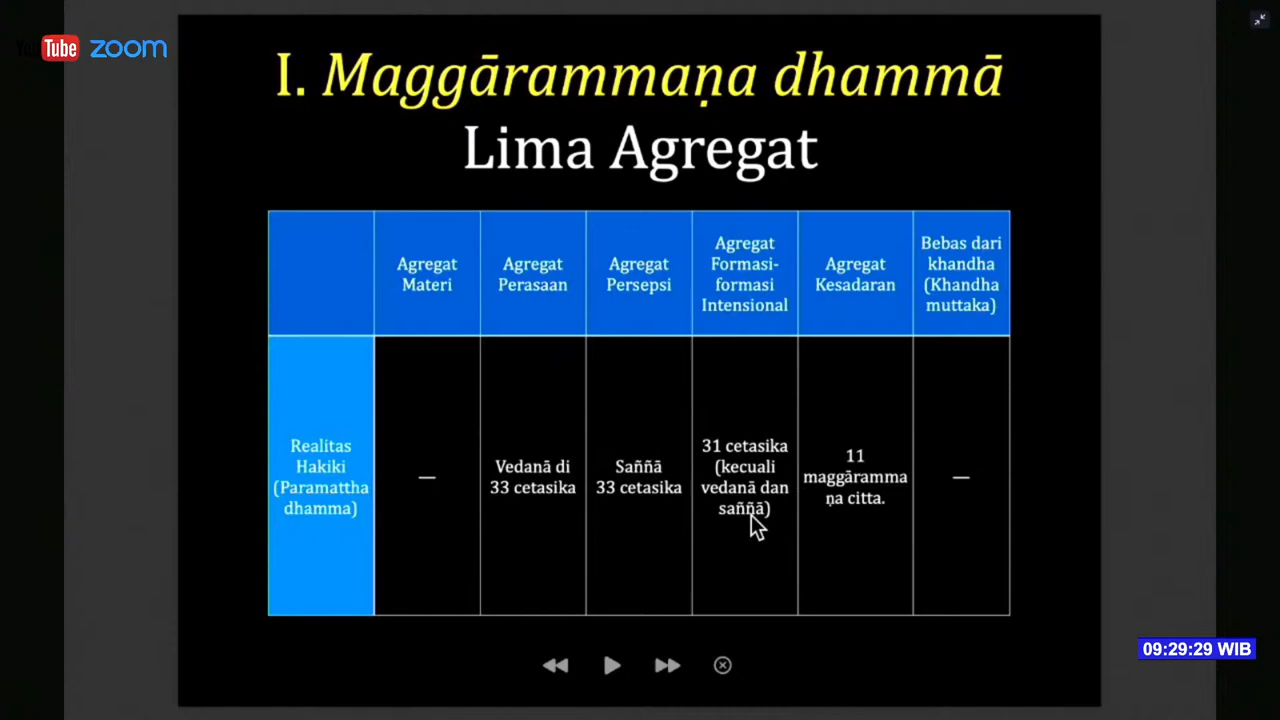 YouTube zoom
I. Maggārammaṇa dhammā
Lima Agregat
Agregat
Materi
Agregat
Perasaan
Agregat
Persepsi
Agregat
Formasi-
formasi
Intensional
Agregat
Kesadaran
Bebas dari
khandha
(Khandha
muttaka)
Realitas
Hakiki
(Paramattha
dhamma)
—
Vedanā di
33 cetasika
Saññā
33 cetasika
31 cetasika
(kecuali
vedanā dan
saññā)
11
maggāramma
ṇa citta.
—
09:29:29 WIB